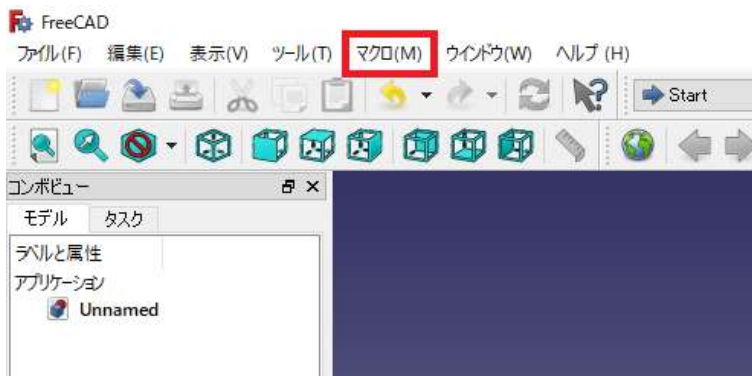 FreeCAD
ファイル(F) 編集(E) 表示(V) ツール(T) マクロ(M) ウインドウ(W) ヘルプ (H)
Start
コンボビュー
モデル タスク
ラベルと属性
アプリケーション
Unnamed